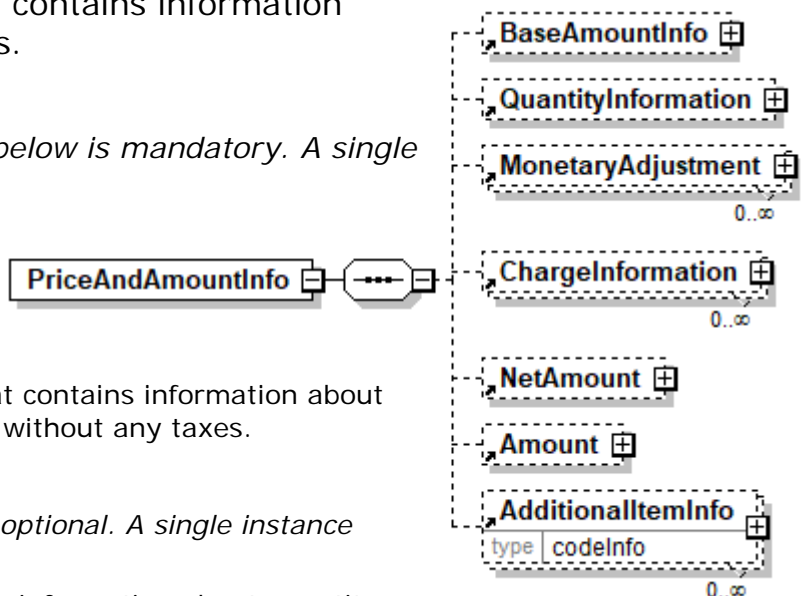 contains information
s.
below is mandatory. A single
contains information about
without any taxes.
optional. A single instance
PriceAndAmountInfo
BaseAmountInfo
QuantityInformation
MonetaryAdjustment
0..∞
ChargeInformation
0..∞
NetAmount
Amount
AdditionalItemInfo
type codeInfo
0..∞